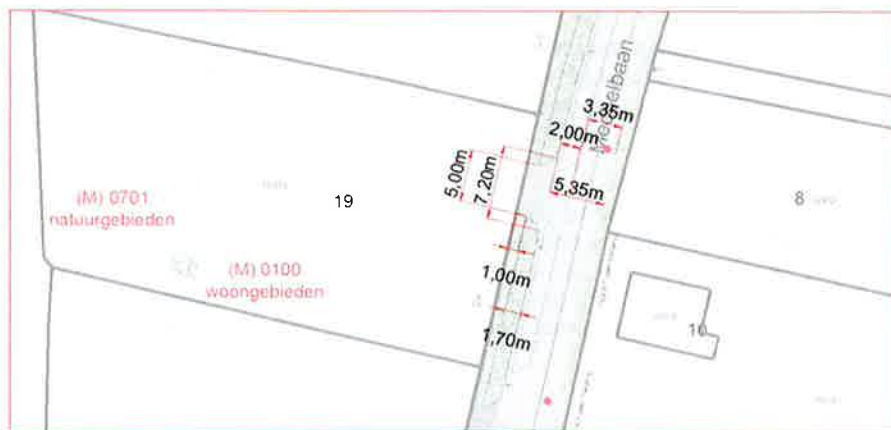 3,35m
2,00m
5,00m
7,20m
5,35m
(M) 0701
natuurgebieden
19
8
(M) 0100
woongebieden
1,00m
1,70m
10